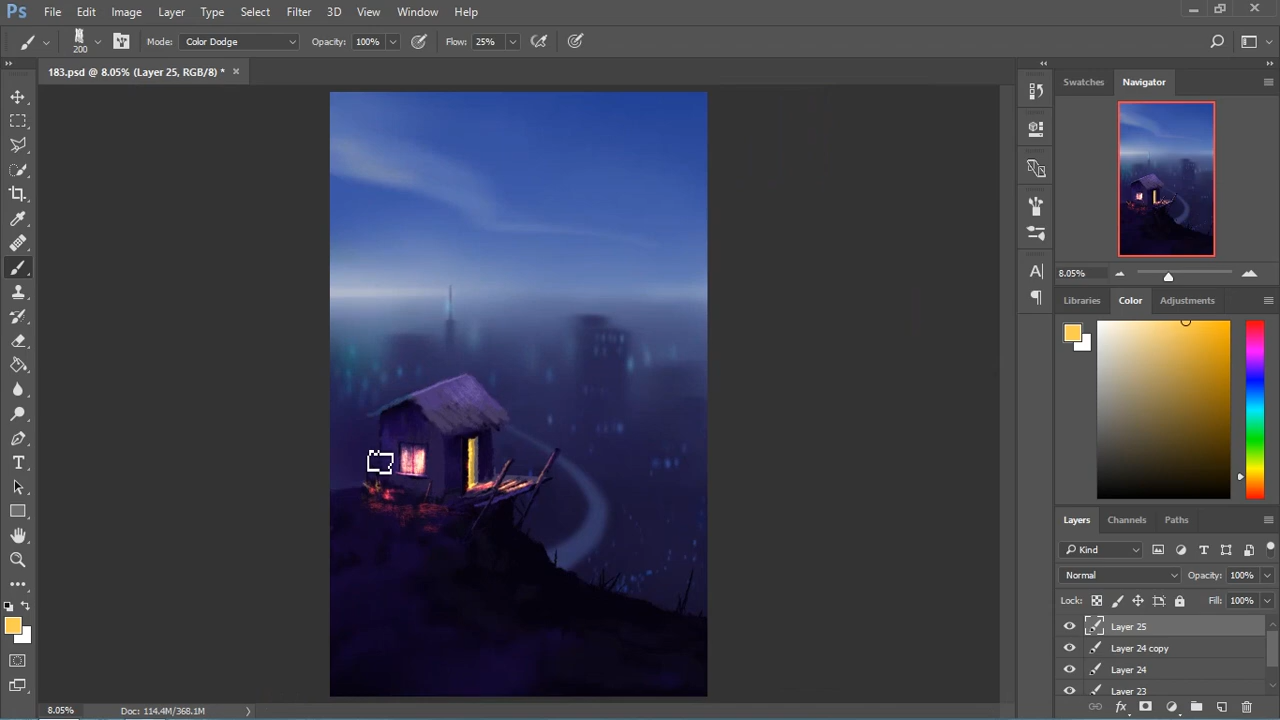 Ps File Edit Image Layer Type Select Filter 3D View Window Help
200 Mode: Color Dodge Opacity: 100% Flow: 25%
183.psd @ 8.05% (Layer 25, RGB/8) * ×
Swatches Navigator
8.05%
Libraries Color Adjustments
Layers Channels Paths
Kind
Normal Opacity: 100%
Lock: Fill: 100%
Layer 25
Layer 24 copy
Layer 24
Layer 23
fx
8.05% Doc: 114.4M/368.1M